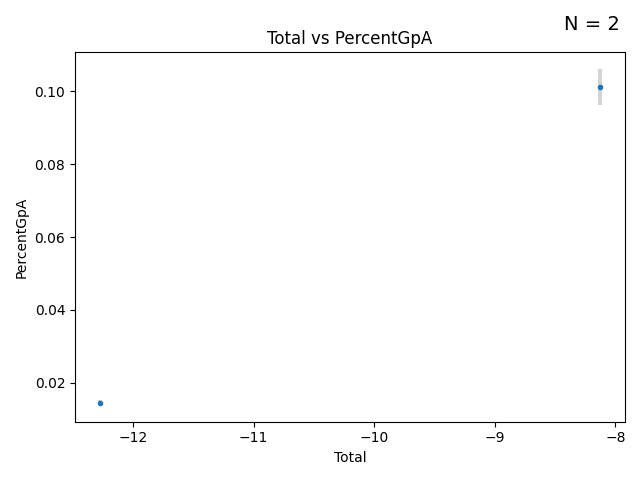 N = 2
Total vs PercentGpA
0.10
0.08
0.06
0.04
0.02
PercentGpA
−12 −11 −10 −9 −8
Total